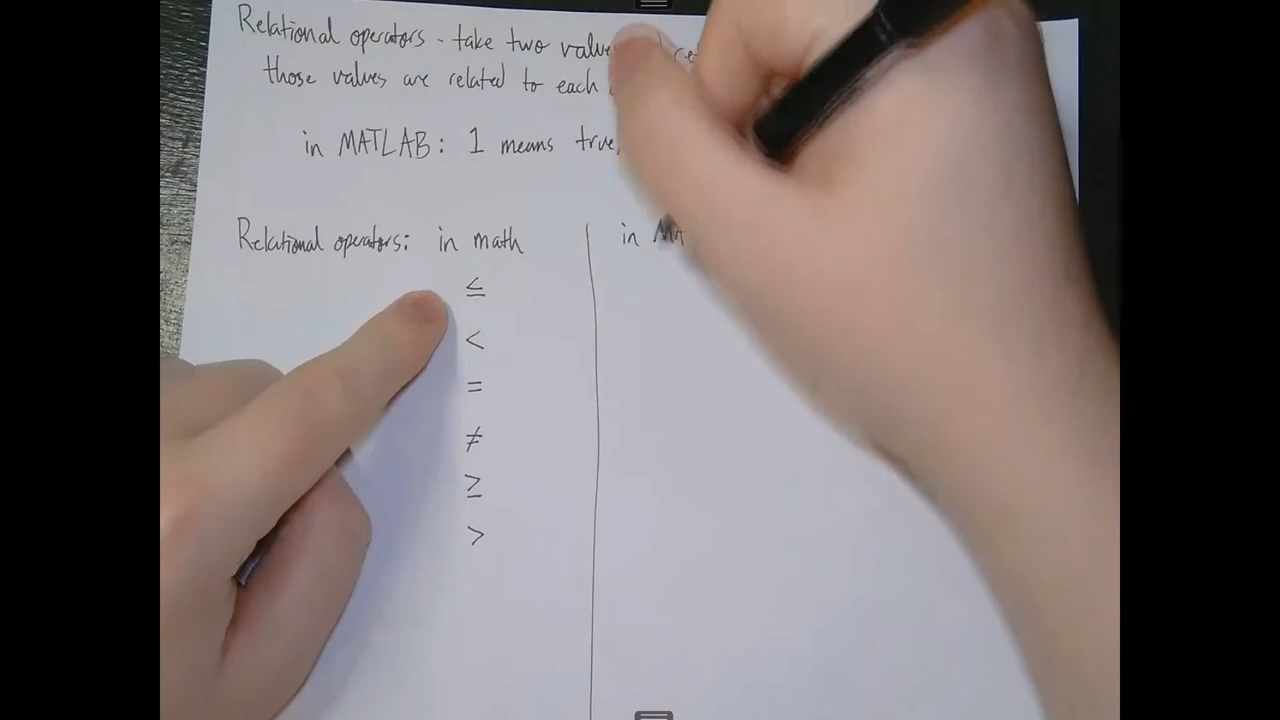 Relational operators - take two
those values are related to each
in MATLAB: 1 means true,
Relational operators: in math
in
≤
<
=
≠
≥
>